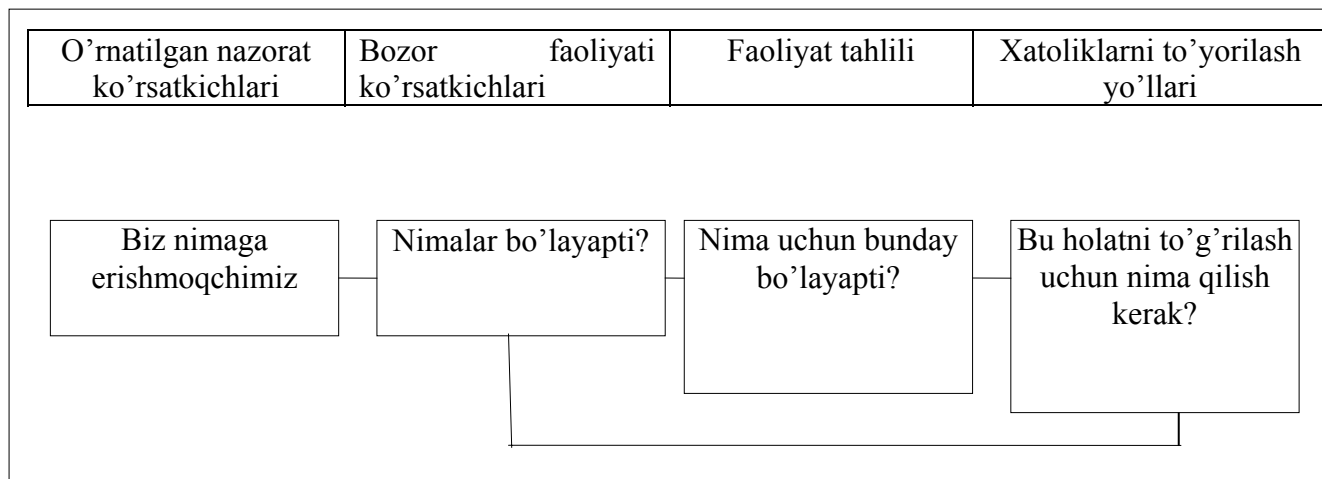 O’rnatilgan nazorat
ko’rsatkichlari
Bozor faoliyati
ko’rsatkichlari
Faoliyat tahlili
Xatoliklarni to’yorilash
yo’llari
Biz nimaga
erishmoqchimiz
Nimalar bo’layapti?
Nima uchun bunday
bo’layapti?
Bu holatni to’g’rilash
uchun nima qilish
kerak?